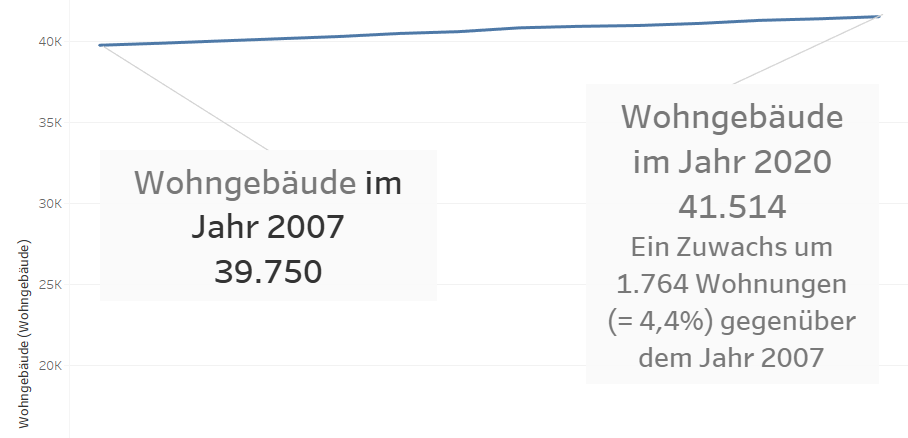 40K
35K
30K
25K
20K
Wohngebäude (Wohngebäude)
Wohngebäude im
Jahr 2007
39.750
Wohngebäude
im Jahr 2020
41.514
Ein Zuwachs um
1.764 Wohnungen
(= 4,4%) gegenüber
dem Jahr 2007